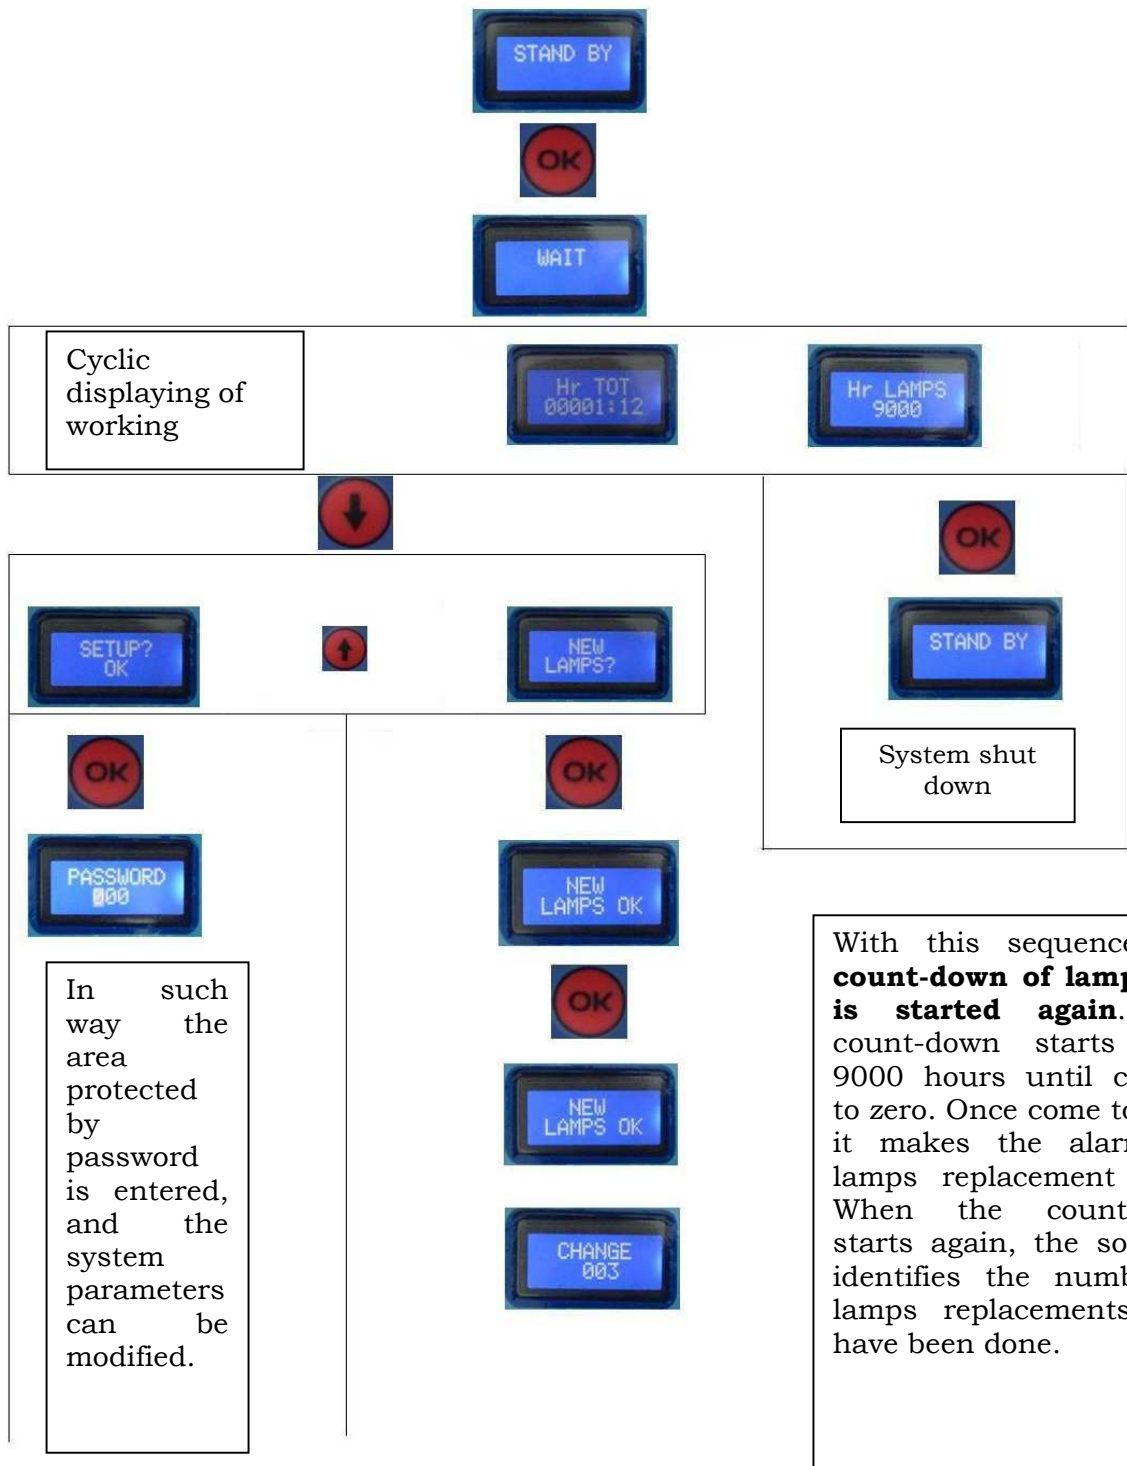 STAND BY
OK
WAIT
Cyclic
displaying of
working
Hr TOT
00001:12
Hr LAMPS
9000
OK
STAND BY
System shut
down
SETUP?
OK
NEW
LAMPS?
OK
PASSWORD
000
In such
way the
area
protected
by
password
is entered,
and the
system
parameters
can be
modified.
OK
NEW
LAMPS OK
OK
NEW
LAMPS OK
CHANGE
003
With this sequence
count-down of lamp
is started again.
count-down starts
9000 hours until
to zero. Once come
it makes the
lamps replacement
When the count
starts again, the
identifies the
lamps replacements
have been done.